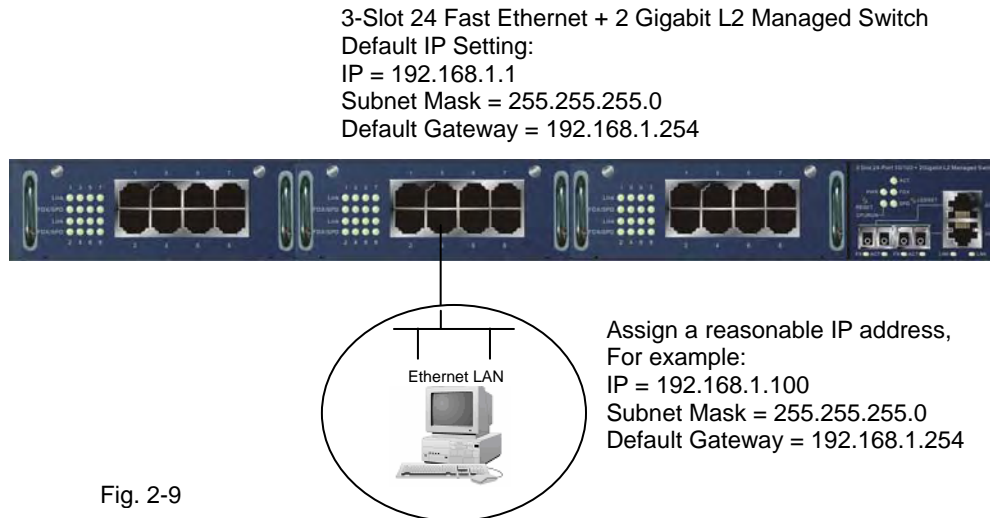 3-Slot 24 Fast Ethernet + 2 Gigabit L2 Managed Switch
Default IP Setting:
IP = 192.168.1.1
Subnet Mask = 255.255.255.0
Default Gateway = 192.168.1.254
Ethernet LAN
Assign a reasonable IP address,
For example:
IP = 192.168.1.100
Subnet Mask = 255.255.255.0
Default Gateway = 192.168.1.254
Fig. 2-9